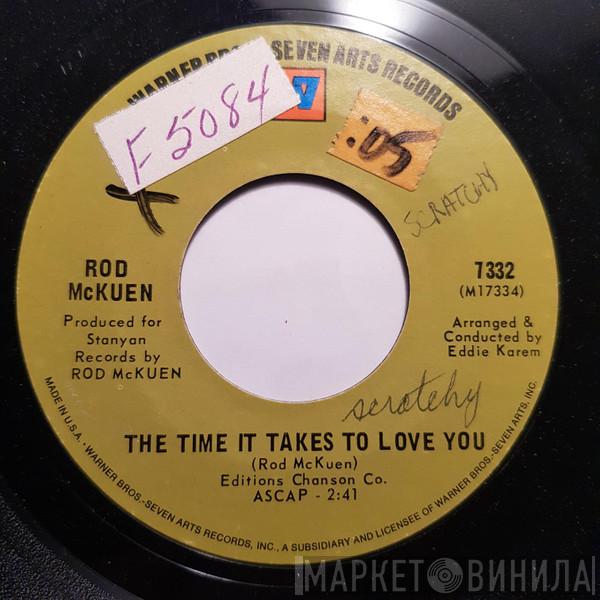 WARNER BROS. SEVEN ARTS RECORDS
F 5084
:05
SCRATCHY
ROD
McKUEN
7332
(M17334)
Produced for
Stanyan
Records by
ROD McKUEN
Arranged &
Conducted by
Eddie Karem
scratchy
THE TIME IT TAKES TO LOVE YOU
(Rod McKuen)
Editions Chanson Co.
ASCAP - 2:41
MADE IN U.S.A. • WARNER BROS.-SEVEN ARTS RECORDS, INC., A SUBSIDIARY AND LICENSEE OF WARNER BROS.-SEVEN ARTS, INC.
МАРКЕТ ВИНИЛА